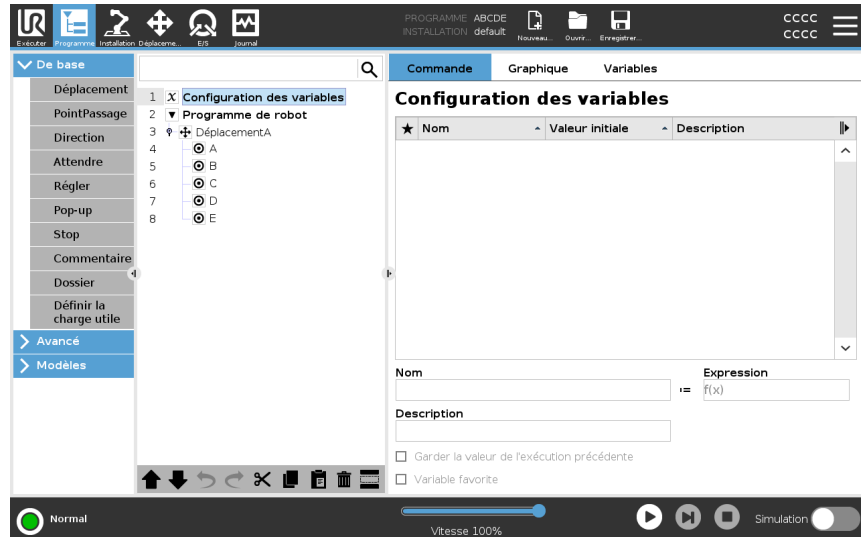 UR
Exécuter
Programme
Installation
Déplaceme...
E/S
Journal
PROGRAMME ABCDE
INSTALLATION default
Nouveau...
Ouvrir...
Enregistrer...
CCCC
CCCC
De base
Déplacement
PointPassage
Direction
Attendre
Régler
Pop-up
Stop
Commentaire
Dossier
Définir la
charge utile
Avancé
Modèles
1 X Configuration des variables
2 Programme de robot
3 DéplacementA
4 A
5 B
6 C
7 D
8 E
Commande Graphique Variables
Configuration des variables
Nom Valeur initiale Description
Nom Expression
:= f(x)
Description
Garder la valeur de l'exécution précédente
Variable favorite
Normal
Vitesse 100%
Simulation